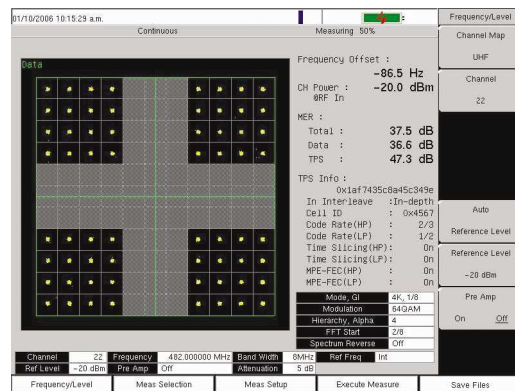 01/10/2006 10:15:29 a.m.
Frequency/Level
Continuous
Measuring 50%
Channel Map
UHF
Channel
22
Data
Frequency Offset :
-86.5 Hz
CH Power : -20.0 dBm
@RF In
MER :
Total : 37.5 dB
Data : 36.6 dB
TPS : 47.3 dB
TPS Info :
0x1af7435c8a45c349e
In Interleave :In-depth
Cell ID : 0x4567
Code Rate(HP) : 2/3
Code Rate(LP) : 1/2
Time Slicing(HP): On
Time Slicing(LP): On
MPE-FEC(HP) : On
MPE-FEC(LP) : On
Auto
Reference Level
Reference Level
-20 dBm
Pre Amp
On Off
Mode, GI 4K, 1/8
Modulation 64QAM
Hierarchy, Alpha 4
FFT Start 2/8
Spectrum Reverse Off
Channel 22 Frequency 482.000000 MHz Band Width 8MHz Ref Freq Int
Ref Level -20 dBm Pre Amp Off Attenuation 5 dB
Frequency/Level Meas Selection Meas Setup Execute Measure Save Files